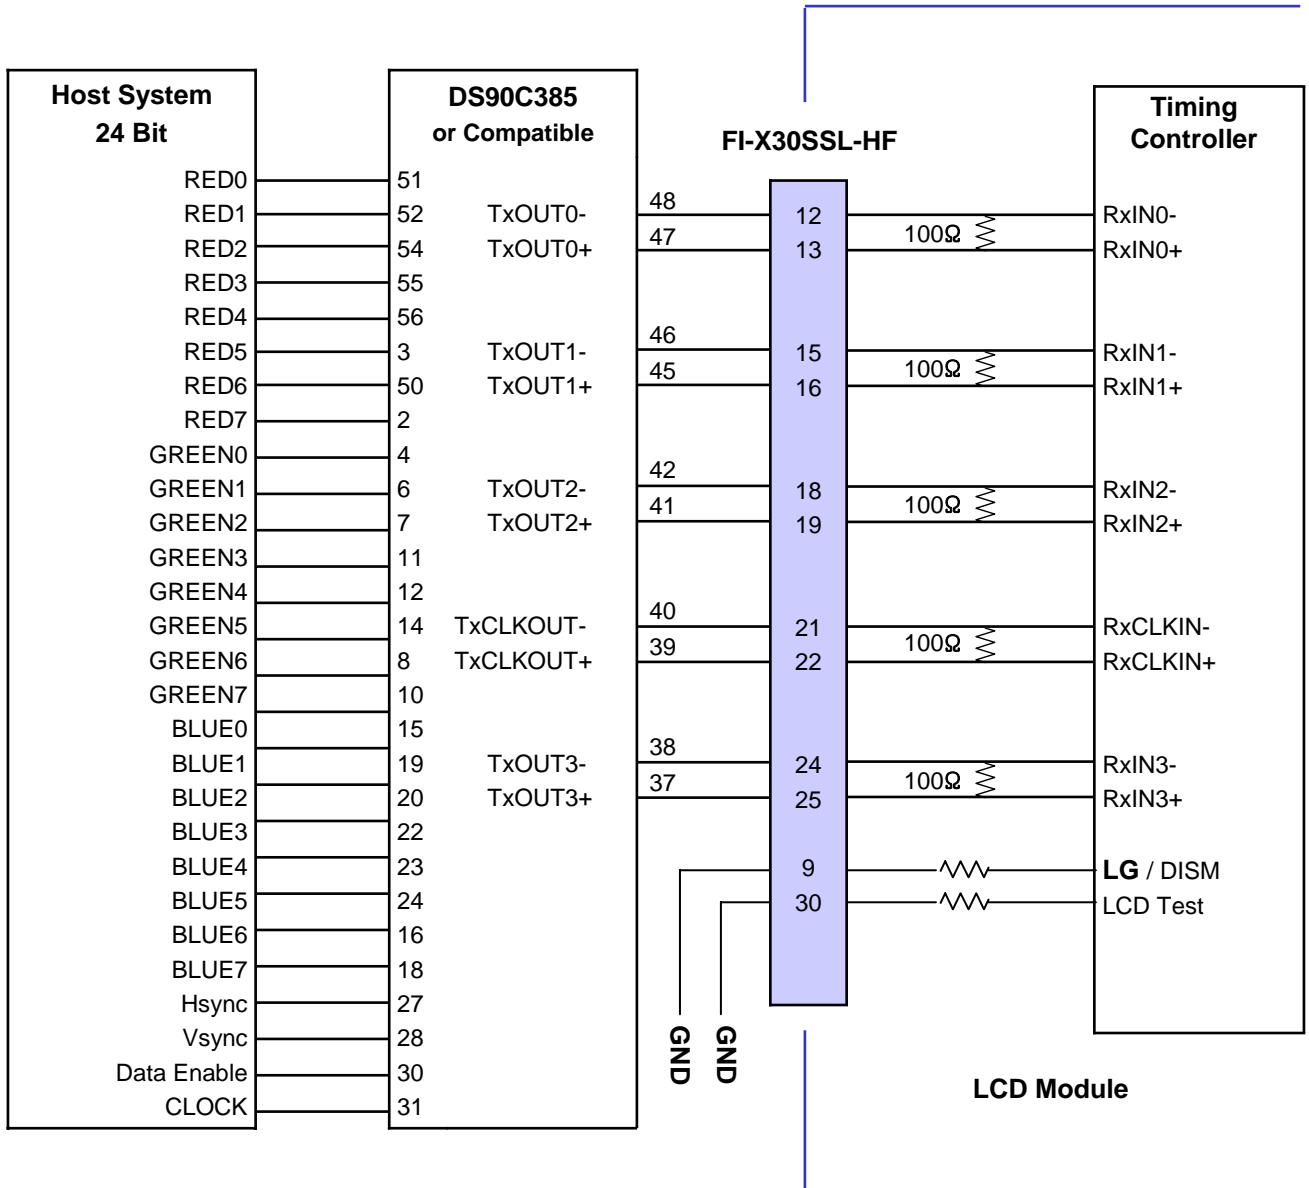 Host System
24 Bit
RED0
RED1
RED2
RED3
RED4
RED5
RED6
RED7
GREEN0
GREEN1
GREEN2
GREEN3
GREEN4
GREEN5
GREEN6
GREEN7
BLUE0
BLUE1
BLUE2
BLUE3
BLUE4
BLUE5
BLUE6
BLUE7
Hsync
Vsync
Data Enable
CLOCK
DS90C385
or Compatible
51
52 TxOUT0-
54 TxOUT0+
55
56
3 TxOUT1-
50 TxOUT1+
2
4
6 TxOUT2-
7 TxOUT2+
11
12
14 TxCLKOUT-
8 TxCLKOUT+
10
15
19 TxOUT3-
20 TxOUT3+
22
23
24
16
18
27
28
30
31
48
47
46
45
42
41
40
39
38
37
GND
GND
FI-X30SSL-HF
12
13
15
16
18
19
21
22
24
25
9
30
100Ω
100Ω
100Ω
100Ω
100Ω
Timing
Controller
RxIN0-
RxIN0+
RxIN1-
RxIN1+
RxIN2-
RxIN2+
RxCLKIN-
RxCLKIN+
RxIN3-
RxIN3+
LG / DISM
LCD Test
LCD Module